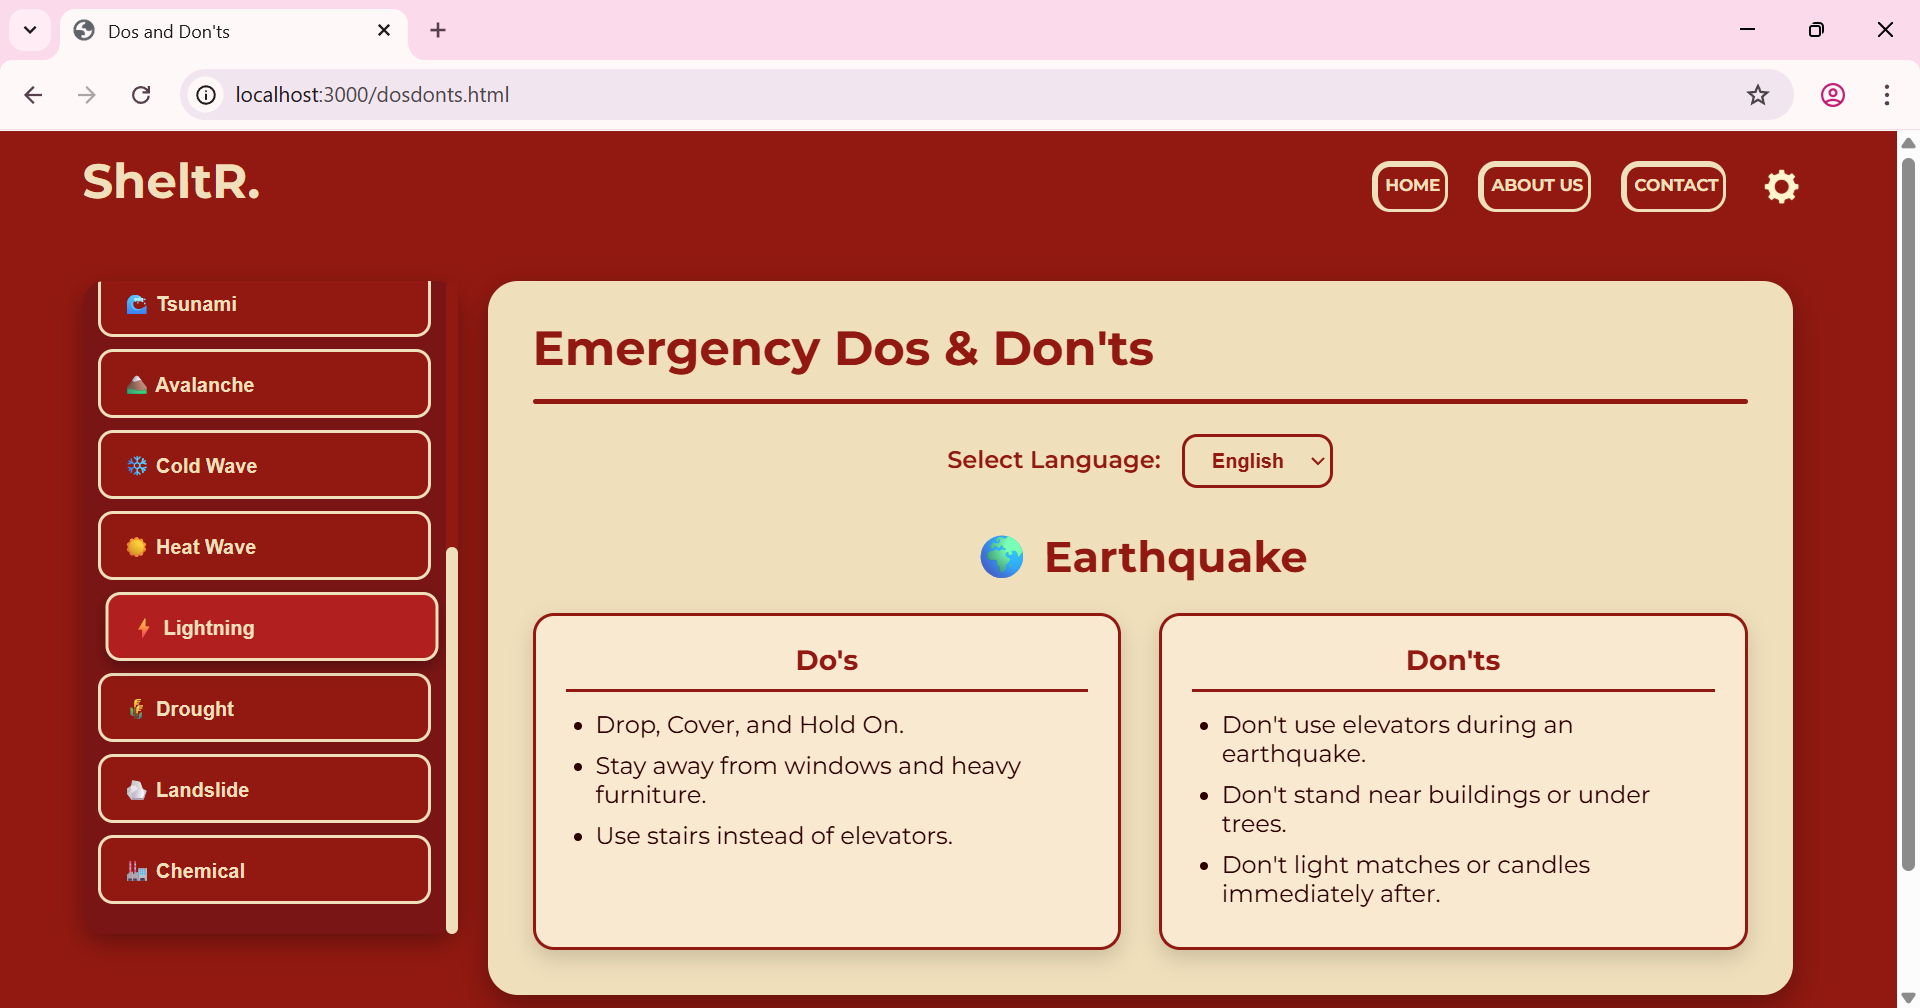 Dos and Don'ts
localhost:3000/dosdonts.html
SheltR.
HOME
ABOUT US
CONTACT
Tsunami
Avalanche
Cold Wave
Heat Wave
Lightning
Drought
Landslide
Chemical
Emergency Dos & Don'ts
Select Language:
English
Earthquake
Do's
Drop, Cover, and Hold On.
Stay away from windows and heavy
furniture.
Use stairs instead of elevators.
Don'ts
Don't use elevators during an
earthquake.
Don't stand near buildings or under
trees.
Don't light matches or candles
immediately after.